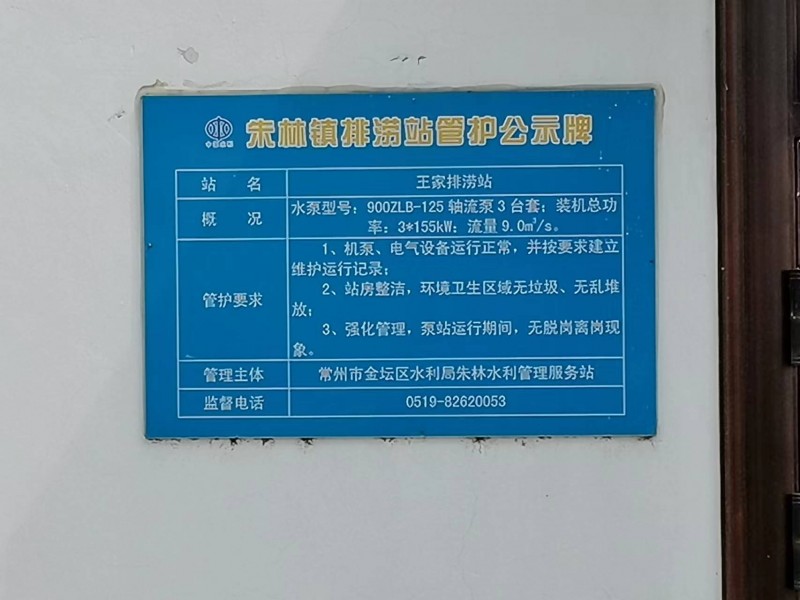 朱林镇排涝站管护公示牌
站 名 王家排涝站
概 况 水泵型号：900ZLB-125 轴流泵 3 台套；装机总功
率：3*155kW；流量 9.0m³/s。
管护要求 1、机泵、电气设备运行正常，并按要求建立
维护运行记录；
2、站房整洁，环境卫生区域无垃圾、无乱堆
放；
3、强化管理，泵站运行期间，无脱岗离岗现
象。
管理主体 常州市金坛区水利局朱林水利管理服务站
监督电话 0519-82620053